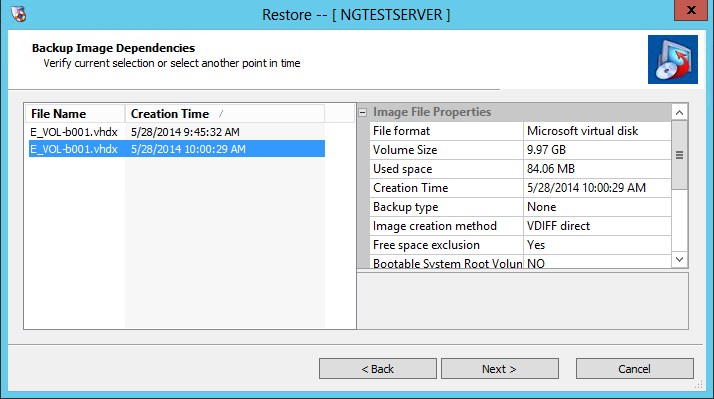 Restore -- [ NGTESTSERVER ]
x
Backup Image Dependencies
Verify current selection or select another point in time
File Name Creation Time
E_VOL-b001.vhdx 5/28/2014 9:45:32 AM
E_VOL-b001.vhdx 5/28/2014 10:00:29 AM
Image File Properties
File format Microsoft virtual disk
Volume Size 9.97 GB
Used space 84.06 MB
Creation Time 5/28/2014 10:00:29 AM
Backup type None
Image creation method VDIFF direct
Free space exclusion Yes
Bootable System Root Volun NO
< Back
Next >
Cancel